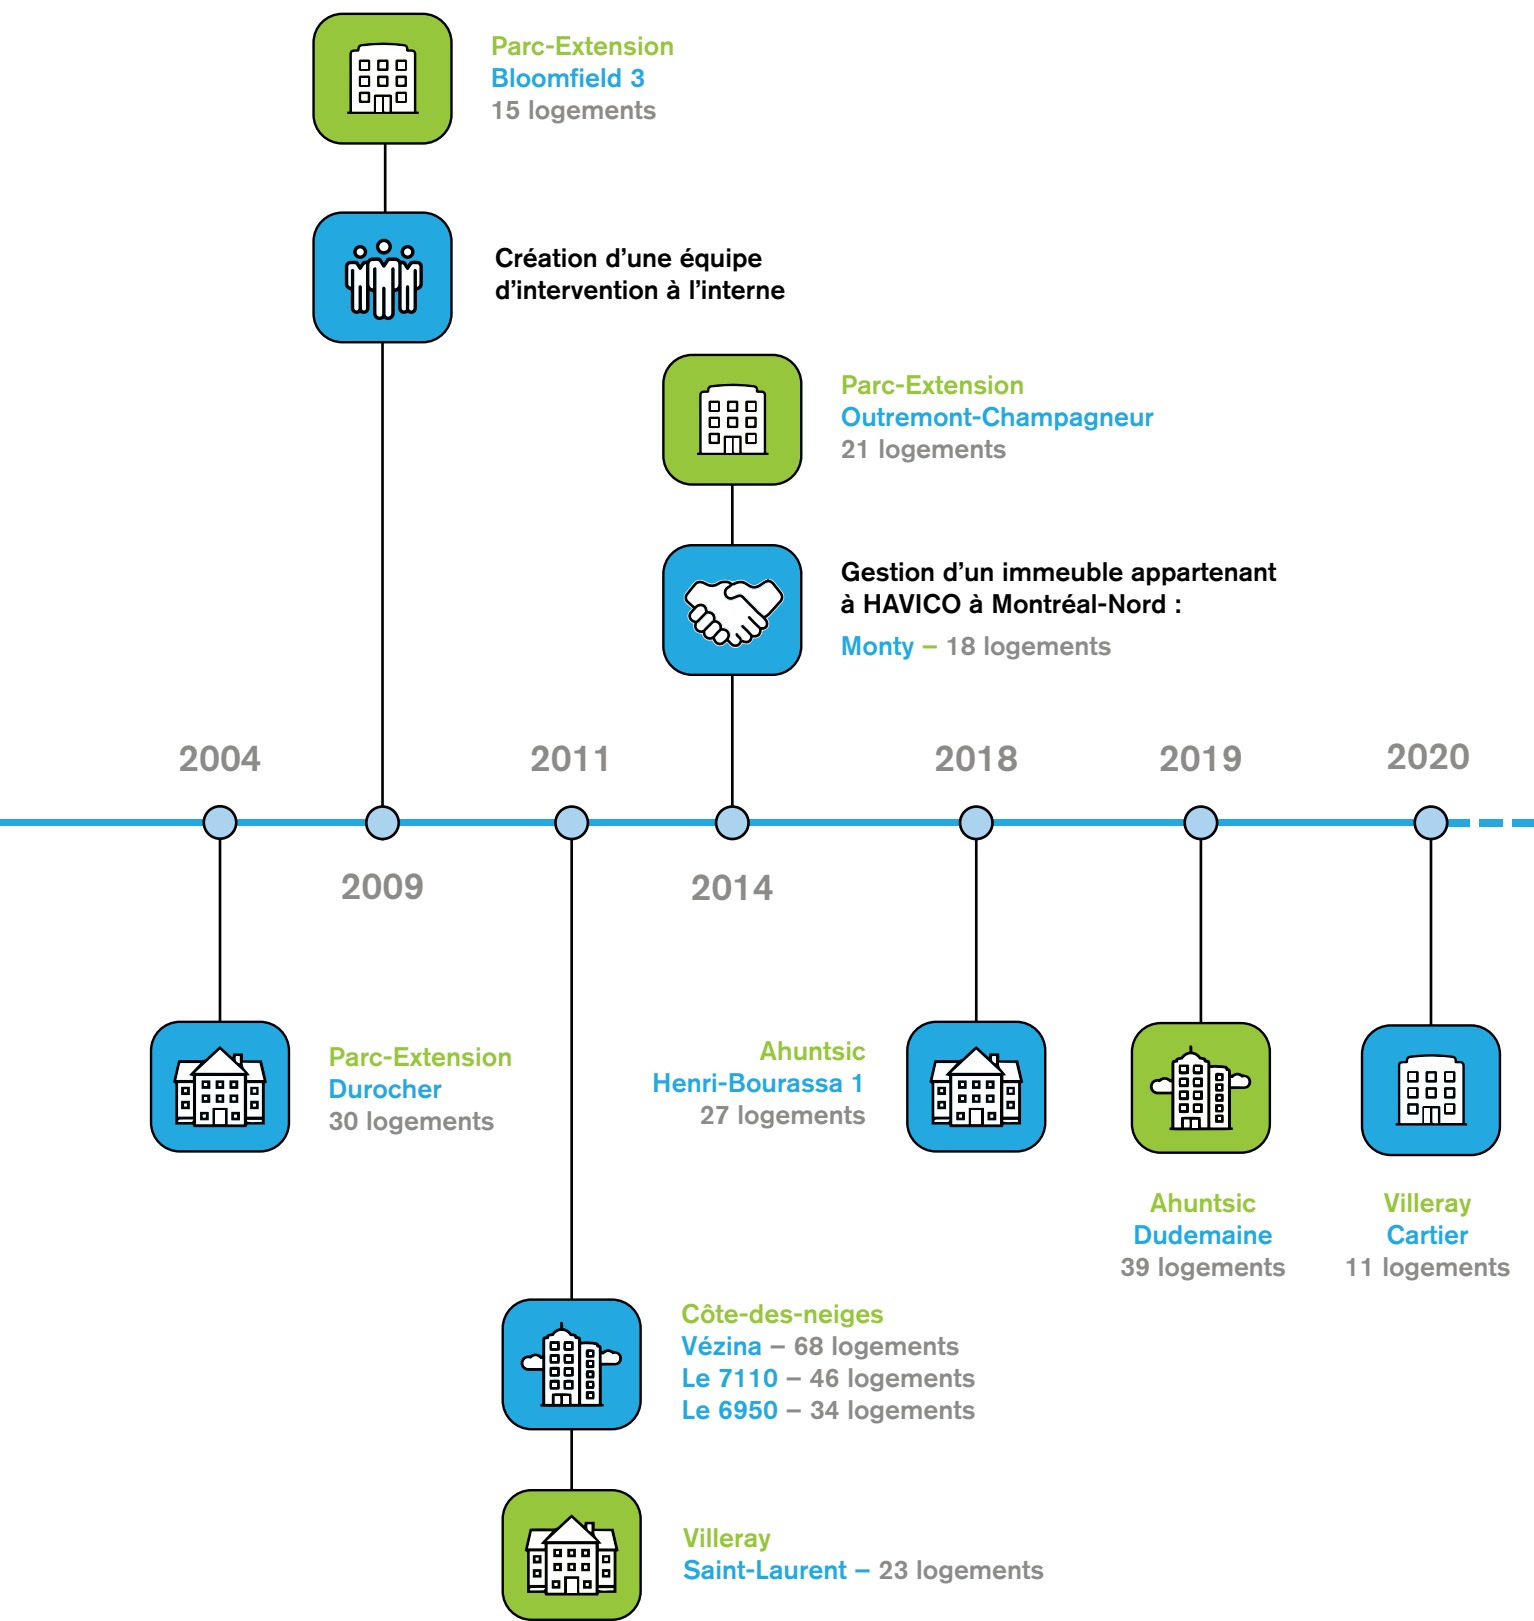 Parc-Extension
Bloomfield 3
15 logements
Création d’une équipe
d’intervention à l’interne
Parc-Extension
Outremont-Champagneur
21 logements
Gestion d’un immeuble appartenant
à HAVICO à Montréal-Nord :
Monty – 18 logements
2004
2011
2018
2019
2020
2009
2014
Parc-Extension
Durocher
30 logements
Ahuntsic
Henri-Bourassa 1
27 logements
Ahuntsic
Dudemaine
39 logements
Villeray
Cartier
11 logements
Côte-des-neiges
Vézina – 68 logements
Le 7110 – 46 logements
Le 6950 – 34 logements
Villeray
Saint-Laurent – 23 logements